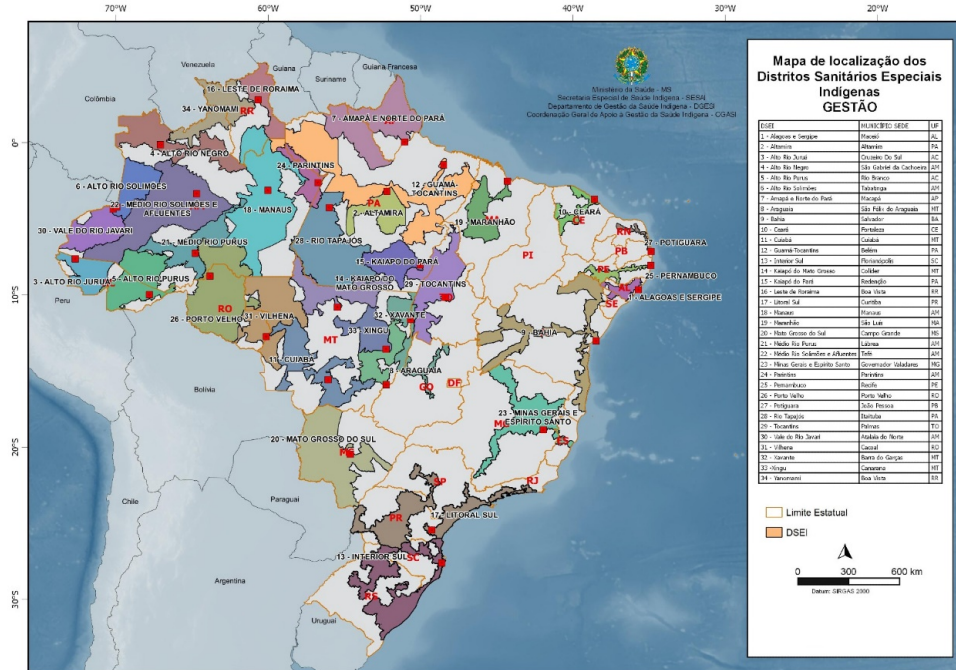 70°W 60°W 50°W 40°W 30°W 20°W
0°
10°S
20°S
30°S
Ministério da Saúde - MS
Secretaria Especial de Saúde Indígena - SESAI
Departamento de Gestão da Saúde Indígena - DGESI
Coordenação Geral de Apoio à Gestão da Saúde Indígena - CGASI
Venezuela
Guiana
Suriname
Guiana Francesa
Colômbia
Peru
Bolívia
Chile
Paraguai
Argentina
Uruguai
16 - LESTE DE RORAIMA
34 - YANOMAMI
RR
7 - AMAPÁ E NORTE DO PARÁ
4 - ALTO RIO NEGRO
24 - PARINTINS
6 - ALTO RIO SOLIMÕES
12 - GUAMÁ-
TOCANTINS
22 - MÉDIO RIO SOLIMÕES E
AFLUENTES
PA
2 - ALTAMIRA
18 - MANAUS
10 - CEARÁ
CE
19 - MARANHÃO
MA
30 - VALE DO RIO JAVARI
RN
28 - RIO TAPAJÓS
27 - POTIGUARA
21 - MÉDIO RIO PURUS
PB
PI
15 - KAIAPÓ DO PARÁ
PE
25 - PERNAMBUCO
3 - ALTO RIO JURUÁ
5 - ALTO RIO PURUS
14 - KAIAPÓ DO
MATO GROSSO
29 - TOCANTINS
AL
11 - ALAGOAS E SERGIPE
SE
RO
26 - PORTO VELHO
31 - VILHENA
32 - XAVANTE
33 - XINGU
MT
9 - BAHIA
11 - CUIABÁ
8 - ARAGUAIA
GO
DF
23 - MINAS GERAIS E
ESPÍRITO SANTO
MG
ES
20 - MATO GROSSO DO SUL
MS
SP
RJ
PR
17 - LITORAL SUL
13 - INTERIOR SUL
SC
RS
Mapa de localização dos
Distritos Sanitários Especiais
Indígenas
GESTÃO
DSEI MUNICÍPIO SEDE UF
1 - Alagoas e Sergipe Maceió AL
2 - Altamira Altamira PA
3 - Alto Rio Juruá Cruzeiro Do Sul AC
4 - Alto Rio Negro São Gabriel da Cachoeira AM
5 - Alto Rio Purus Rio Branco AC
6 - Alto Rio Solimões Tabatinga AM
7 - Amapá e Norte do Pará Macapá AP
8 - Araguaia São Félix do Araguaia MT
9 - Bahia Salvador BA
10 - Ceará Fortaleza CE
11 - Cuiabá Cuiabá MT
12 - Guamá-Tocantins Belém PA
13 - Interior Sul Florianópolis SC
14 - Kaiapó do Mato Grosso Colíder MT
15 - Kaiapó do Pará Redenção PA
16 - Leste de Roraima Boa Vista RR
17 - Litoral Sul Curitiba PR
18 - Manaus Manaus AM
19 - Maranhão São Luís MA
20 - Mato Grosso do Sul Campo Grande MS
21 - Médio Rio Purus Lábrea AM
22 - Médio Rio Solimões e Afluentes Tefé AM
23 - Minas Gerais e Espírito Santo Governador Valadares MG
24 - Parintins Parintins AM
25 - Pernambuco Recife PE
26 - Porto Velho Porto Velho RO
27 - Potiguara João Pessoa PB
28 - Rio Tapajós Itaituba PA
29 - Tocantins Palmas TO
30 - Vale do Rio Javari Atalaia do Norte AM
31 - Vilhena Cacoal RO
32 - Xavante Barra do Garças MT
33 -Xingu Canarana MT
34 - Yanomami Boa Vista RR
Limite Estatual
DSEI
0 300 600 km
Datum: SIRGAS 2000